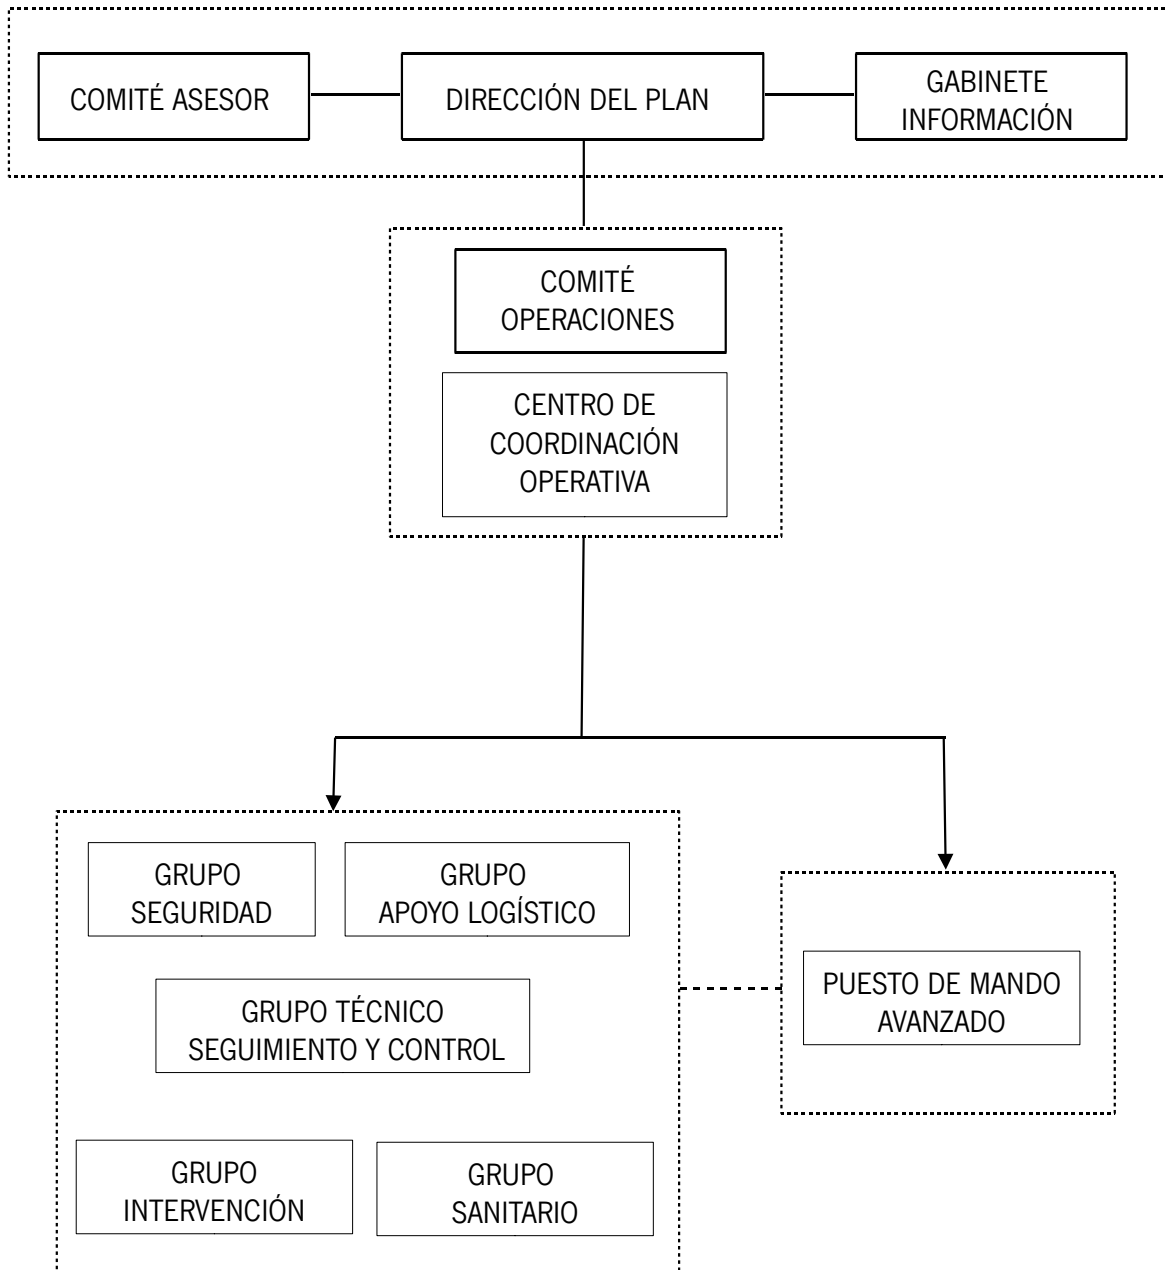 COMITÉ ASESOR
DIRECCIÓN DEL PLAN
GABINETE
INFORMACIÓN
COMITÉ
OPERACIONES
CENTRO DE
COORDINACIÓN
OPERATIVA
GRUPO
SEGURIDAD
GRUPO
APOYO LOGÍSTICO
GRUPO TÉCNICO
SEGUIMIENTO Y CONTROL
PUESTO DE MANDO
AVANZADO
GRUPO
INTERVENCIÓN
GRUPO
SANITARIO